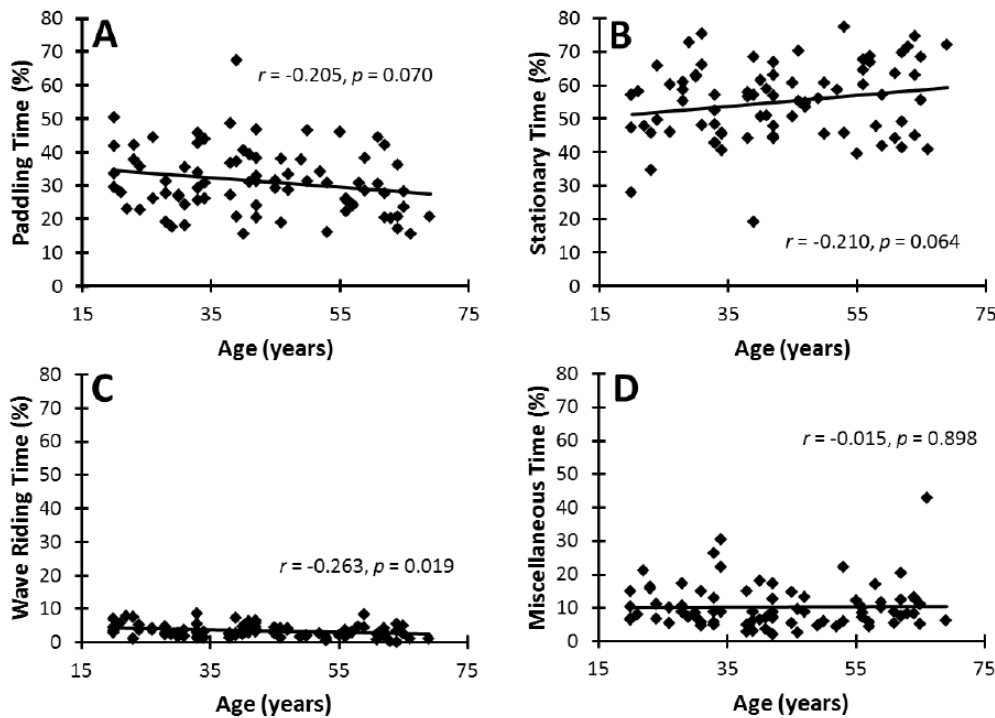 A
r = -0.205, p = 0.070
Paddling Time (%)
80
70
60
50
40
30
20
10
0
15 35 55 75
Age (years)
B
r = -0.210, p = 0.064
Stationary Time (%)
80
70
60
50
40
30
20
10
0
15 35 55 75
Age (years)
C
r = -0.263, p = 0.019
Wave Riding Time (%)
80
70
60
50
40
30
20
10
0
15 35 55 75
Age (years)
D
r = -0.015, p = 0.898
Miscellaneous Time (%)
80
70
60
50
40
30
20
10
0
15 35 55 75
Age (years)